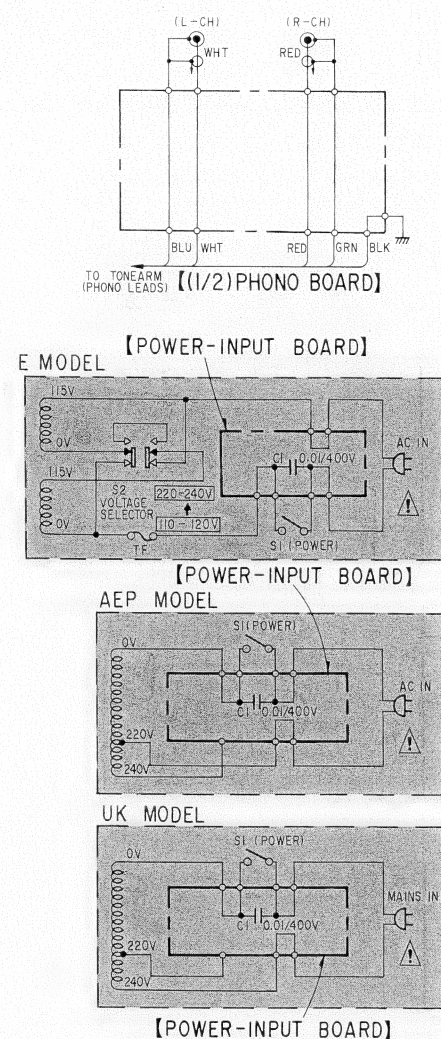 (L-CH) (R-CH)
WHT RED
BLU WHT RED GRN BLK
TO TONEARM
(PHONO LEADS)
【(1/2)PHONO BOARD】
【POWER-INPUT BOARD】
E MODEL
115V
0V
115V
0V
S2
VOLTAGE
SELECTOR
220-240V
110-120V
TF
C1 0.01/400V
S1 (POWER)
AC IN
!
【POWER-INPUT BOARD】
AEP MODEL
0V
S1(POWER)
C1 0.01/400V
220V
240V
AC IN
!
UK MODEL
0V
S1 (POWER)
C1 0.01/400V
220V
240V
MAINS IN
!
【POWER-INPUT BOARD】